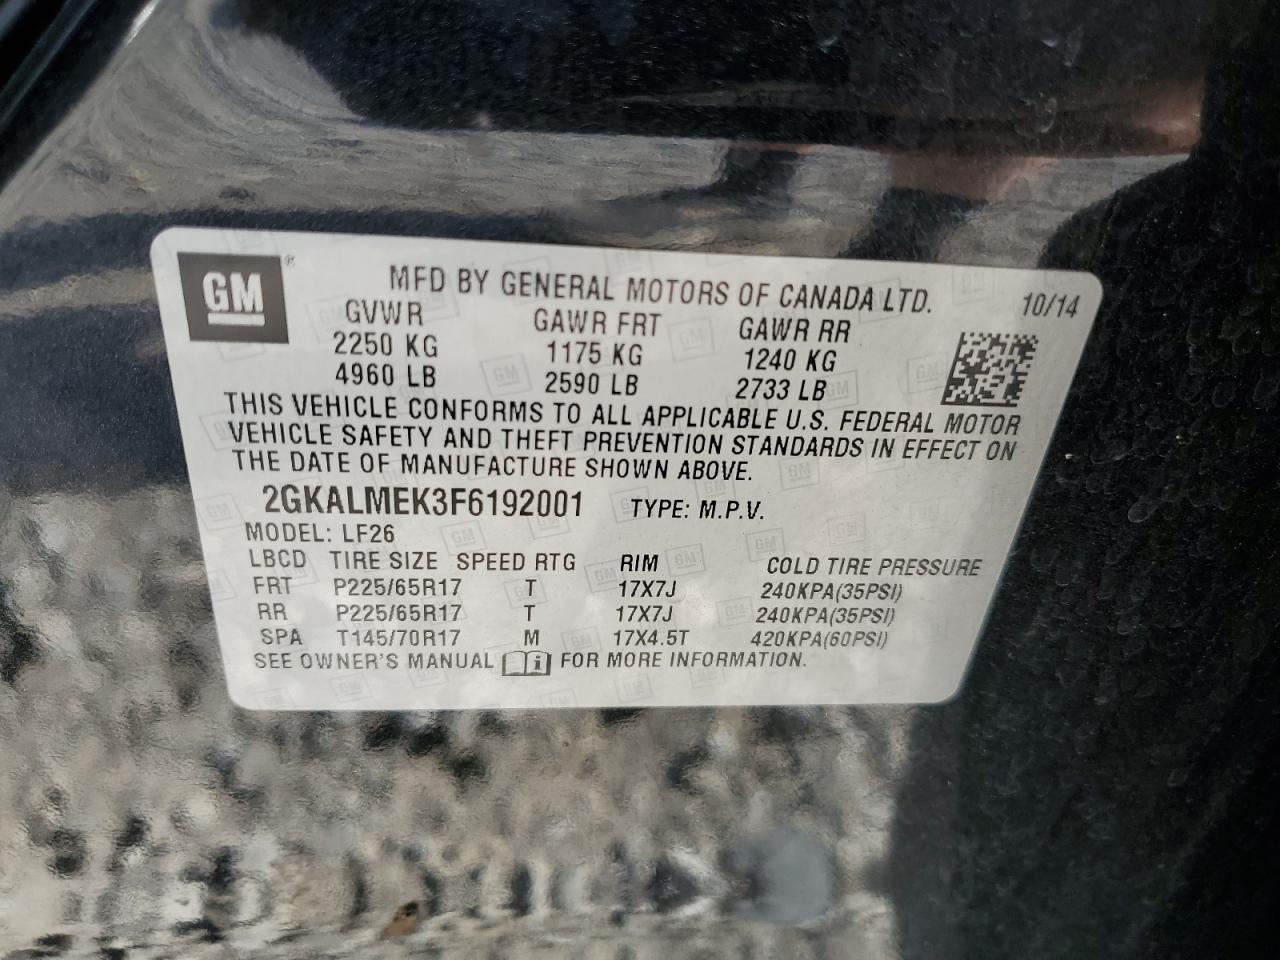 GM®
MFD BY GENERAL MOTORS OF CANADA LTD. 10/14
GVWR GAWR FRT GAWR RR
2250 KG 1175 KG 1240 KG
4960 LB 2590 LB 2733 LB
THIS VEHICLE CONFORMS TO ALL APPLICABLE U.S. FEDERAL MOTOR
VEHICLE SAFETY AND THEFT PREVENTION STANDARDS IN EFFECT ON
THE DATE OF MANUFACTURE SHOWN ABOVE.
2GKALMEK3F6192001 TYPE: M.P.V.
MODEL: LF26
LBCD TIRE SIZE SPEED RTG RIM COLD TIRE PRESSURE
FRT P225/65R17 T 17X7J 240KPA(35PSI)
RR P225/65R17 T 17X7J 240KPA(35PSI)
SPA T145/70R17 M 17X4.5T 420KPA(60PSI)
SEE OWNER'S MANUAL i FOR MORE INFORMATION.